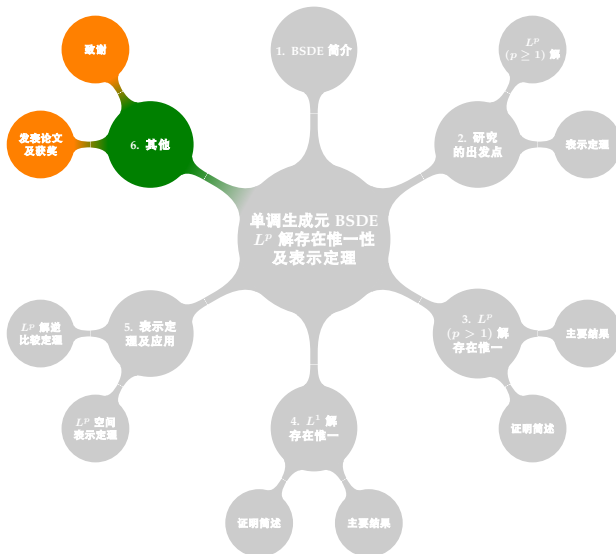 单调生成元 BSDE
L^p 解存在惟一性
及表示定理
1. BSDE 简介
2. 研究
的出发点
L^p
(p ≥ 1) 解
表示定理
3. L^p
(p > 1) 解
存在惟一
主要结果
证明简述
4. L^1 解
存在惟一
主要结果
证明简述
5. 表示定
理及应用
L^p 空间
表示定理
L^p 解逆
比较定理
6. 其他
发表论文
及获奖
致谢